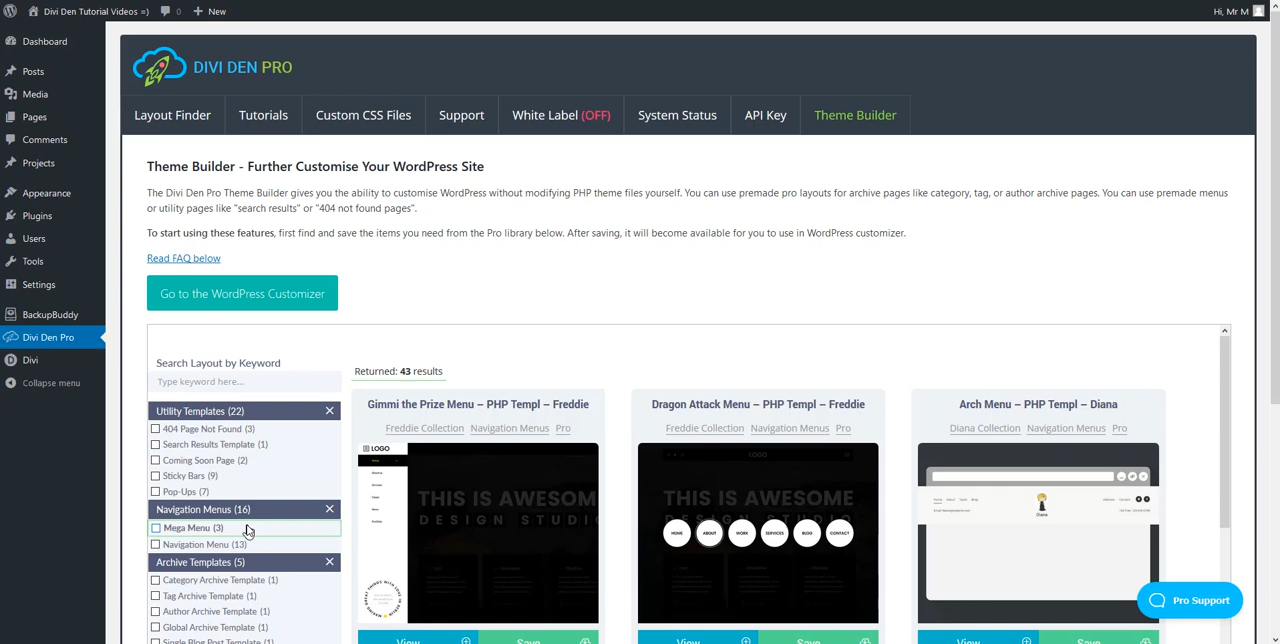 Divi Den Tutorial Videos =)
0
New
Hi, Mr M
Dashboard
Posts
Media
Pages
Comments
Projects
Appearance
Plugins
Users
Tools
Settings
BackupBuddy
Divi Den Pro
Divi
Collapse menu
DIVI DEN PRO
Layout Finder
Tutorials
Custom CSS Files
Support
White Label (OFF)
System Status
API Key
Theme Builder
Theme Builder - Further Customise Your WordPress Site
The Divi Den Pro Theme Builder gives you the ability to customise WordPress without modifying PHP theme files yourself. You can use premade pro layouts for archive pages like category, tag, or author archive pages. You can use premade menus
or utility pages like "search results" or "404 not found pages".
To start using these features, first find and save the items you need from the Pro library below. After saving, it will become available for you to use in WordPress customizer.
Read FAQ below
Go to the WordPress Customizer
Search Layout by Keyword
Type keyword here...
Utility Templates (22)
404 Page Not Found (3)
Search Results Template (1)
Coming Soon Page (2)
Sticky Bars (9)
Pop-Ups (7)
Navigation Menus (16)
Mega Menu (3)
Navigation Menu (13)
Archive Templates (5)
Category Archive Template (1)
Tag Archive Template (1)
Author Archive Template (1)
Global Archive Template (1)
Single Blog Post Template (1)
Returned: 43 results
Gimmi the Prize Menu – PHP Templ – Freddie
Freddie Collection Navigation Menus Pro
LOGO
THIS IS AWESOME
DESIGN STUDIO
View
Save
Dragon Attack Menu – PHP Templ – Freddie
Freddie Collection Navigation Menus Pro
LOGO
THIS IS AWESOME
DESIGN STUDIO
HOME
ABOUT
WORK
SERVICES
BLOG
CONTACT
View
Save
Arch Menu – PHP Templ – Diana
Diana Collection Navigation Menus Pro
Diana
View
Save
Pro Support